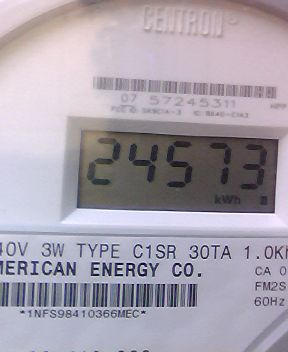 CENTRON
07 57245311
24573
kWh
40V 3W TYPE C1SR 30TA 1.0K
MERICAN ENERGY CO.
CA 0
FM2S
60Hz
*1NFS98410366MEC*